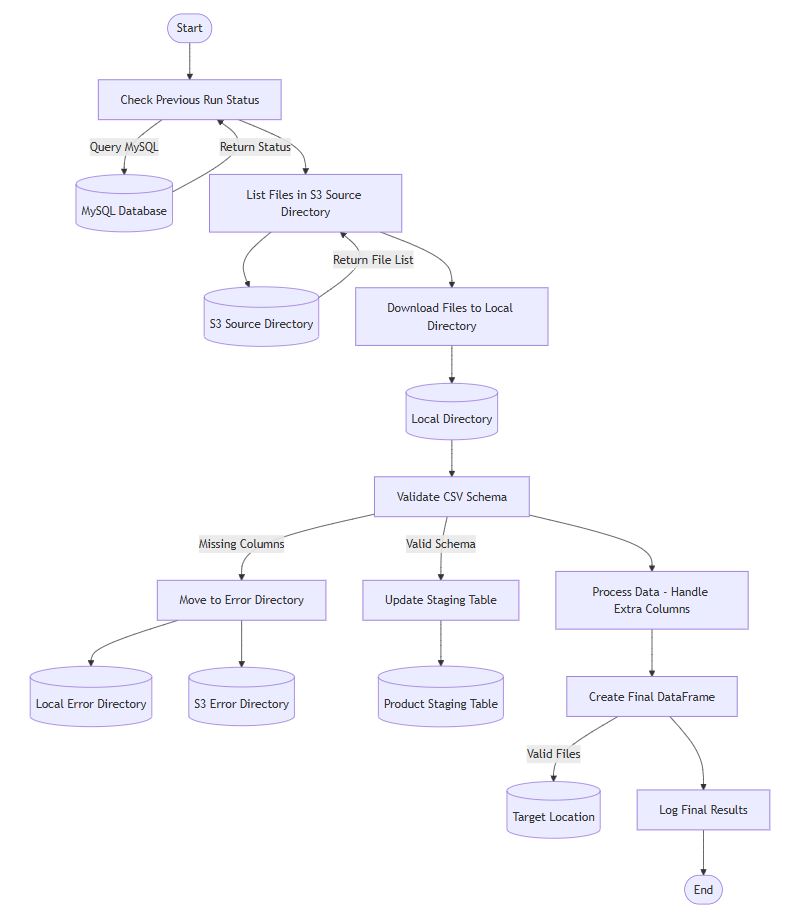 Start
Check Previous Run Status
Query MySQL
Return Status
MySQL Database
List Files in S3 Source
Directory
Return File List
S3 Source Directory
Download Files to Local
Directory
Local Directory
Validate CSV Schema
Missing Columns
Valid Schema
Move to Error Directory
Update Staging Table
Process Data - Handle
Extra Columns
Local Error Directory
S3 Error Directory
Product Staging Table
Create Final DataFrame
Valid Files
Target Location
Log Final Results
End